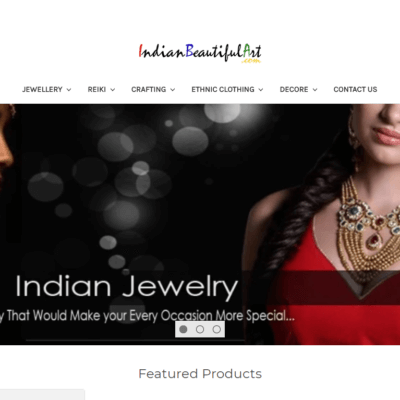 IndianBeautifulArt
.com
JEWELLERY REIKI CRAFTING ETHNIC CLOTHING DECORE CONTACT US
Indian Jewelry
y That Would Make your Every Occasion More Special...
Featured Products